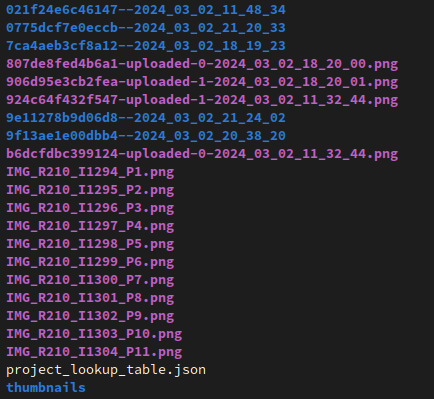 021f24e6c46147--2024_03_02_11_48_34
0775dcf7e0eccb--2024_03_02_21_20_33
7ca4aeb3cf8a12--2024_03_02_18_19_23
807de8fed4b6a1-uploaded-0-2024_03_02_18_20_00.png
906d95e3cb2fea-uploaded-1-2024_03_02_18_20_01.png
924c64f432f547-uploaded-1-2024_03_02_11_32_44.png
9e11278b9d06d8--2024_03_02_21_24_02
9f13ae1e00dbb4--2024_03_02_20_38_20
b6dcfdbc399124-uploaded-0-2024_03_02_11_32_44.png
IMG_R210_I1294_P1.png
IMG_R210_I1295_P2.png
IMG_R210_I1296_P3.png
IMG_R210_I1297_P4.png
IMG_R210_I1298_P5.png
IMG_R210_I1299_P6.png
IMG_R210_I1300_P7.png
IMG_R210_I1301_P8.png
IMG_R210_I1302_P9.png
IMG_R210_I1303_P10.png
IMG_R210_I1304_P11.png
project_lookup_table.json
thumbnails